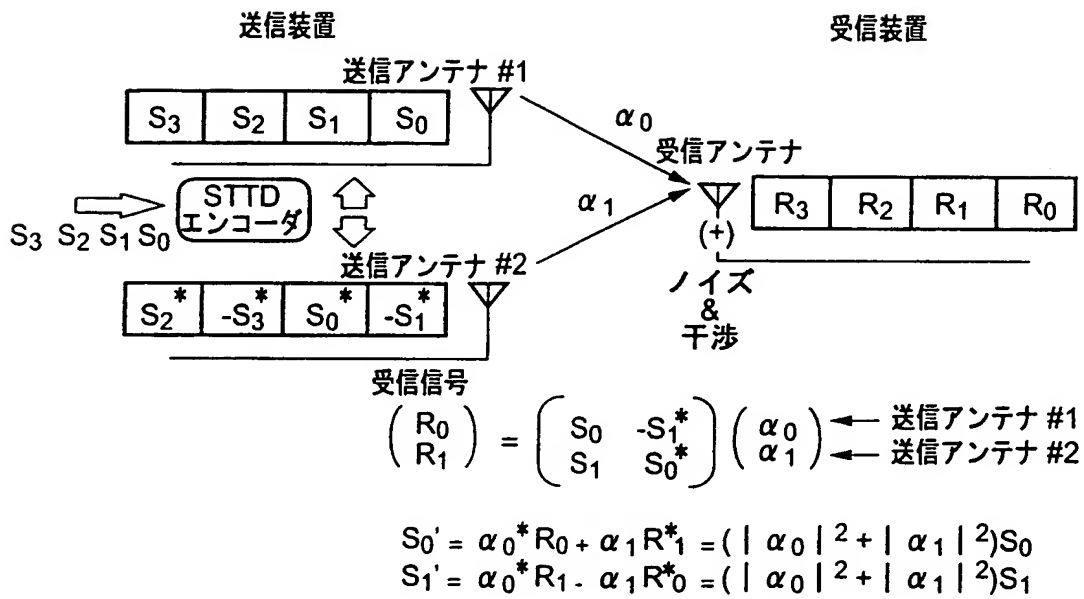 送信装置
受信装置
送信アンテナ #1
S3 S2 S1 S0
α0
受信アンテナ
STTD
エンコーダ
S3 S2 S1 S0
α1
R3 R2 R1 R0
(+)
送信アンテナ #2
ノイズ
&
干渉
S2* -S3* S0* -S1*
受信信号
( R0 ) = ( S0 -S1* ) ( α0 ) ← 送信アンテナ #1
( R1 ) ( S1 S0* ) ( α1 ) ← 送信アンテナ #2
S0' = α0* R0 + α1 R*1 = ( | α0 | 2 + | α1 | 2)S0
S1' = α0* R1 - α1 R*0 = ( | α0 | 2 + | α1 | 2)S1